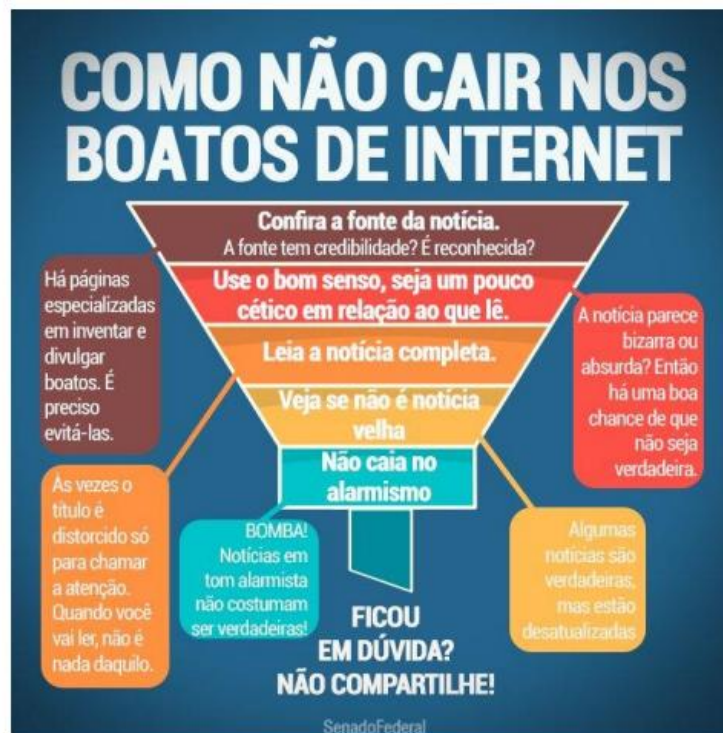 COMO NÃO CAIR NOS
BOATOS DE INTERNET
Confira a fonte da notícia.
A fonte tem credibilidade? É reconhecida?
Há páginas
especializadas
em inventar e
divulgar
boatos. É
preciso
evitá-las.
Use o bom senso, seja um pouco
cético em relação ao que lê.
A notícia parece
bizarra ou
absurda? Então
há uma boa
chance de que
não seja
verdadeira.
Leia a notícia completa.
Às vezes o
título é
distorcido só
para chamar
a atenção.
Quando você
vai ler, não é
nada daquilo.
Veja se não é notícia
velha
Algumas
notícias são
verdadeiras,
mas estão
desatualizadas
Não caia no
alarmismo
BOMBA!
Notícias em
tom alarmista
não costumam
ser verdadeiras!
FICOU
EM DÚVIDA?
NÃO COMPARTILHE!
SenadoFederal